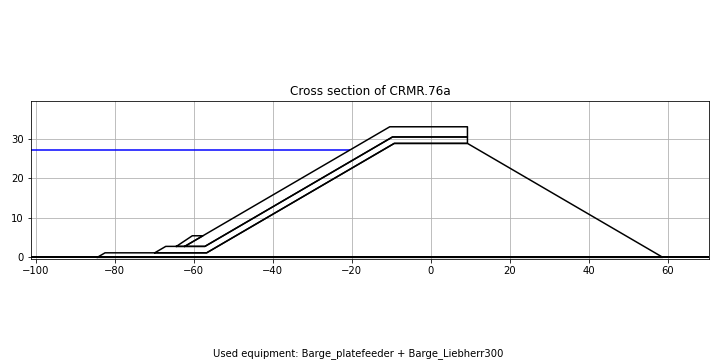 Cross section of CRMR.76a
30
20
10
0
−100 −80 −60 −40 −20 0 20 40 60
Used equipment: Barge_platefeeder + Barge_Liebherr300